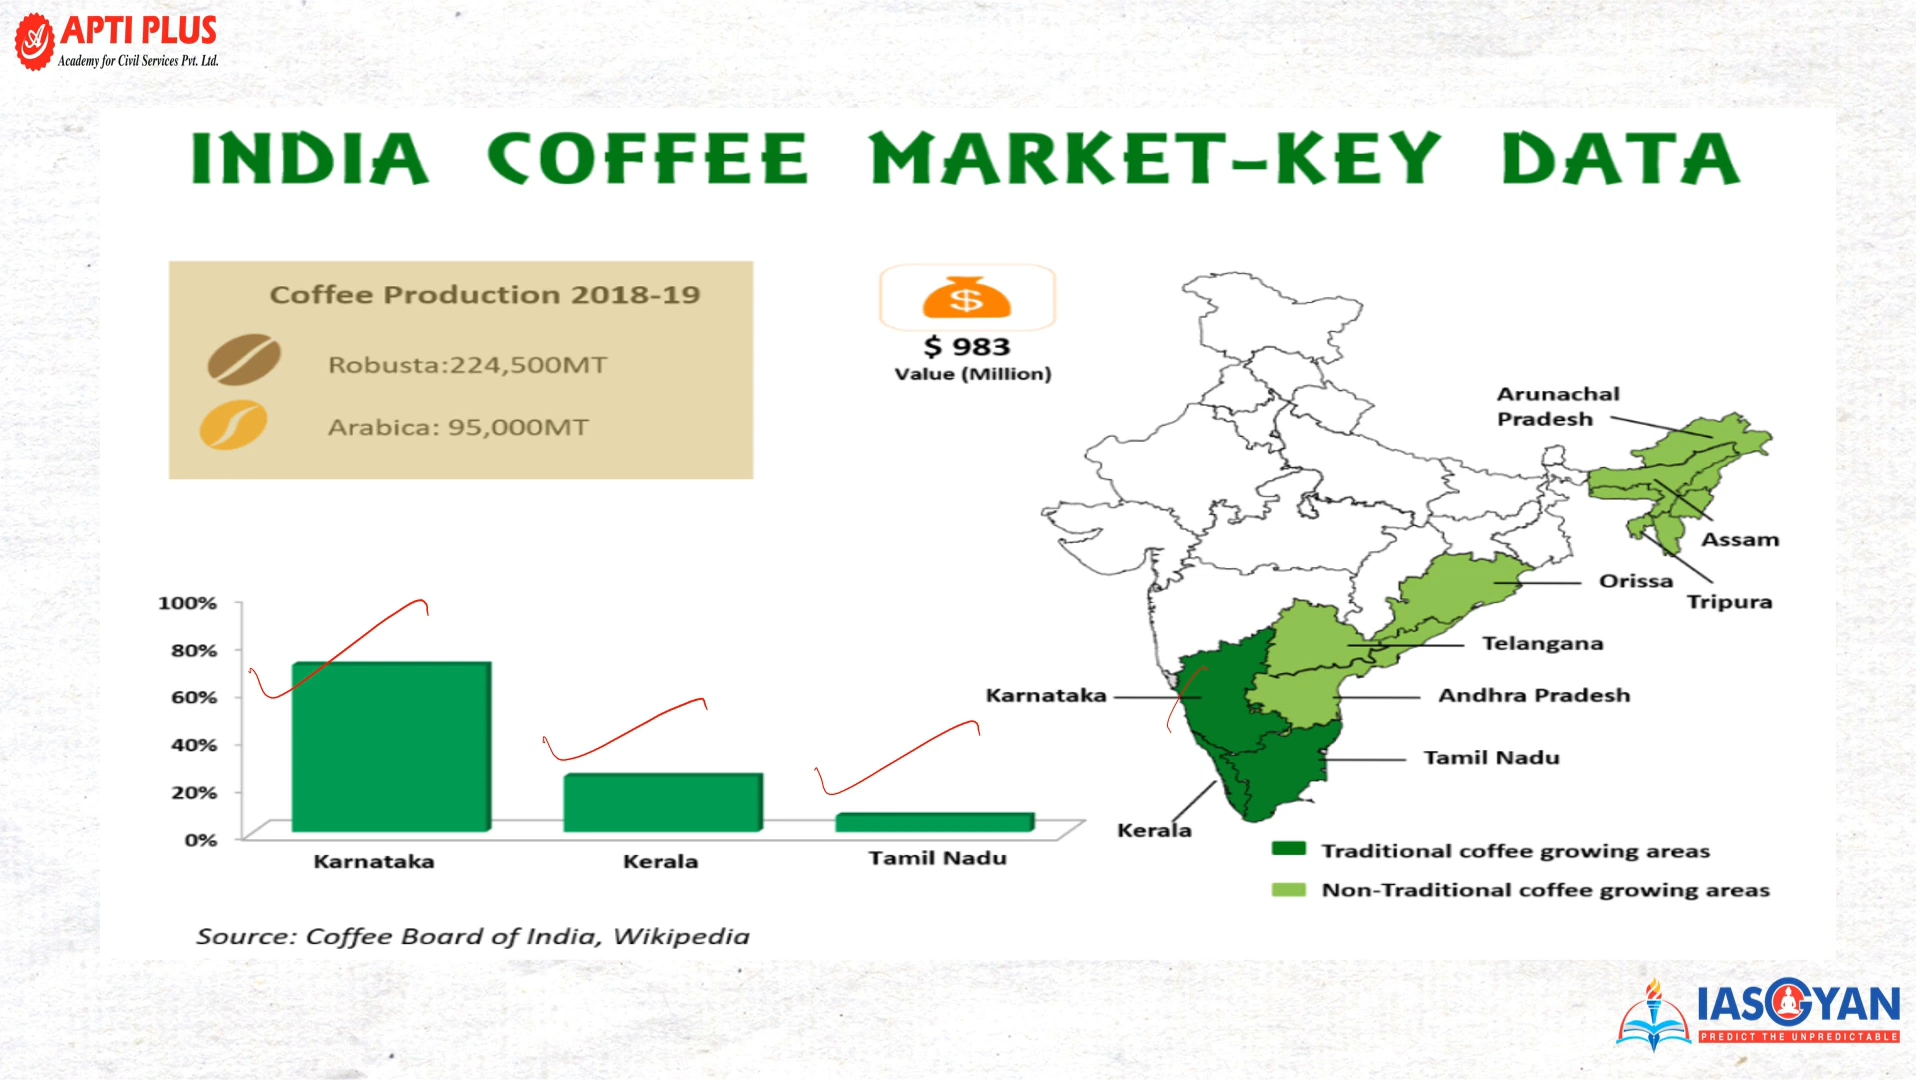 APTI PLUS
Academy for Civil Services Pvt. Ltd.
INDIA COFFEE MARKET-KEY DATA
Coffee Production 2018-19
Robusta:224,500MT
Arabica: 95,000MT
$
$ 983
Value (Million)
100%
80%
60%
40%
20%
0%
Karnataka
Kerala
Tamil Nadu
Arunachal
Pradesh
Assam
Orissa
Tripura
Telangana
Karnataka
Andhra Pradesh
Tamil Nadu
Kerala
Traditional coffee growing areas
Non-Traditional coffee growing areas
Source: Coffee Board of India, Wikipedia
IASGYAN
PREDICT THE UNPREDICTABLE